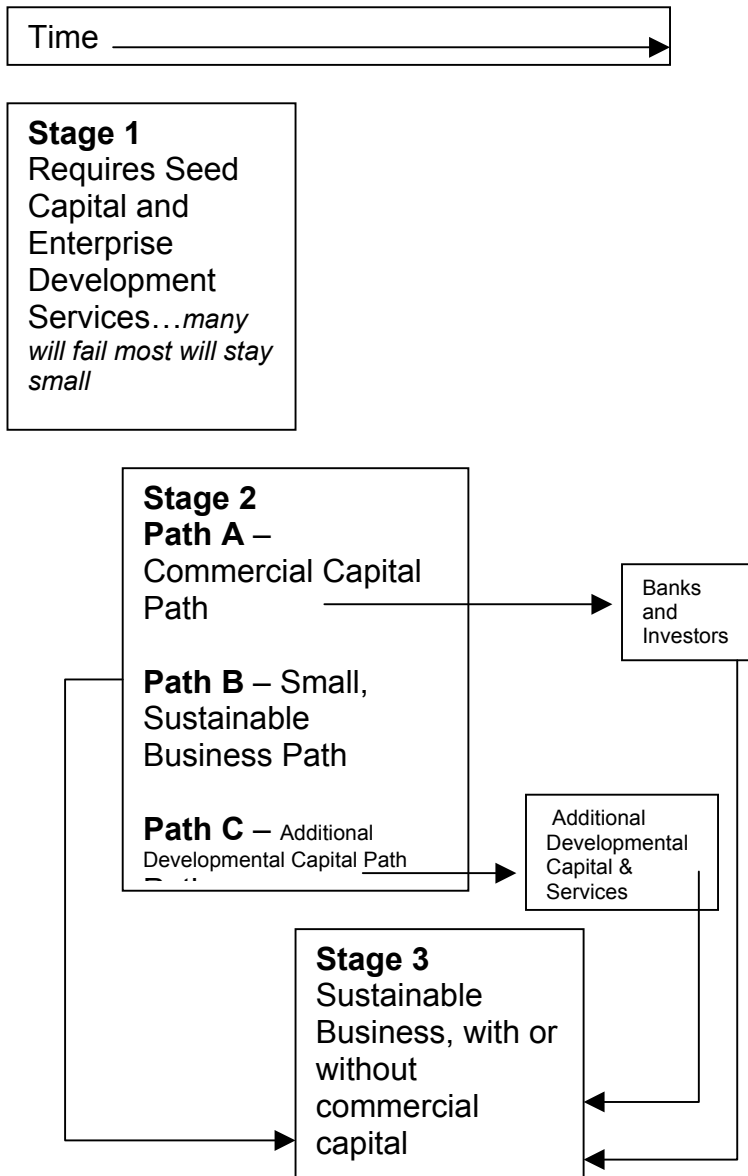 Time
Stage 1
Requires Seed
Capital and
Enterprise
Development
Services…many
will fail most will stay
small
Stage 2
Path A –
Commercial Capital
Path
Path B – Small,
Sustainable
Business Path
Path C – Additional
Developmental Capital Path
Banks
and
Investors
Additional
Developmental
Capital &
Services
Stage 3
Sustainable
Business, with or
without
commercial
capital